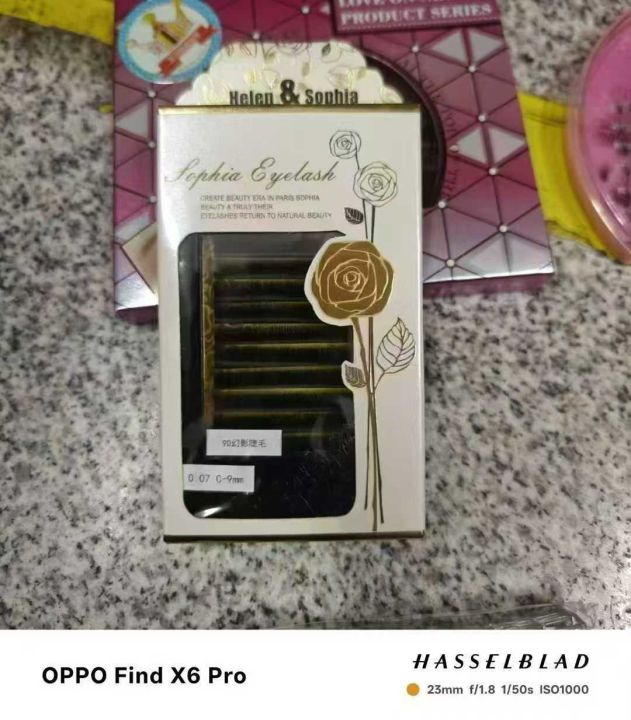 LOVE ON
PRODUCT SERIES
Helen & Sophia
Sophia Eyelash
CREATE BEAUTY ERA IN PARIS SOPHIA
BEAUTY & TRULY THEIR
EYELASHES RETURN TO NATURAL BEAUTY
9D幻影睫毛
0.07 C-9mm
OPPO Find X6 Pro
HASSELBLAD
23mm f/1.8 1/50s ISO1000